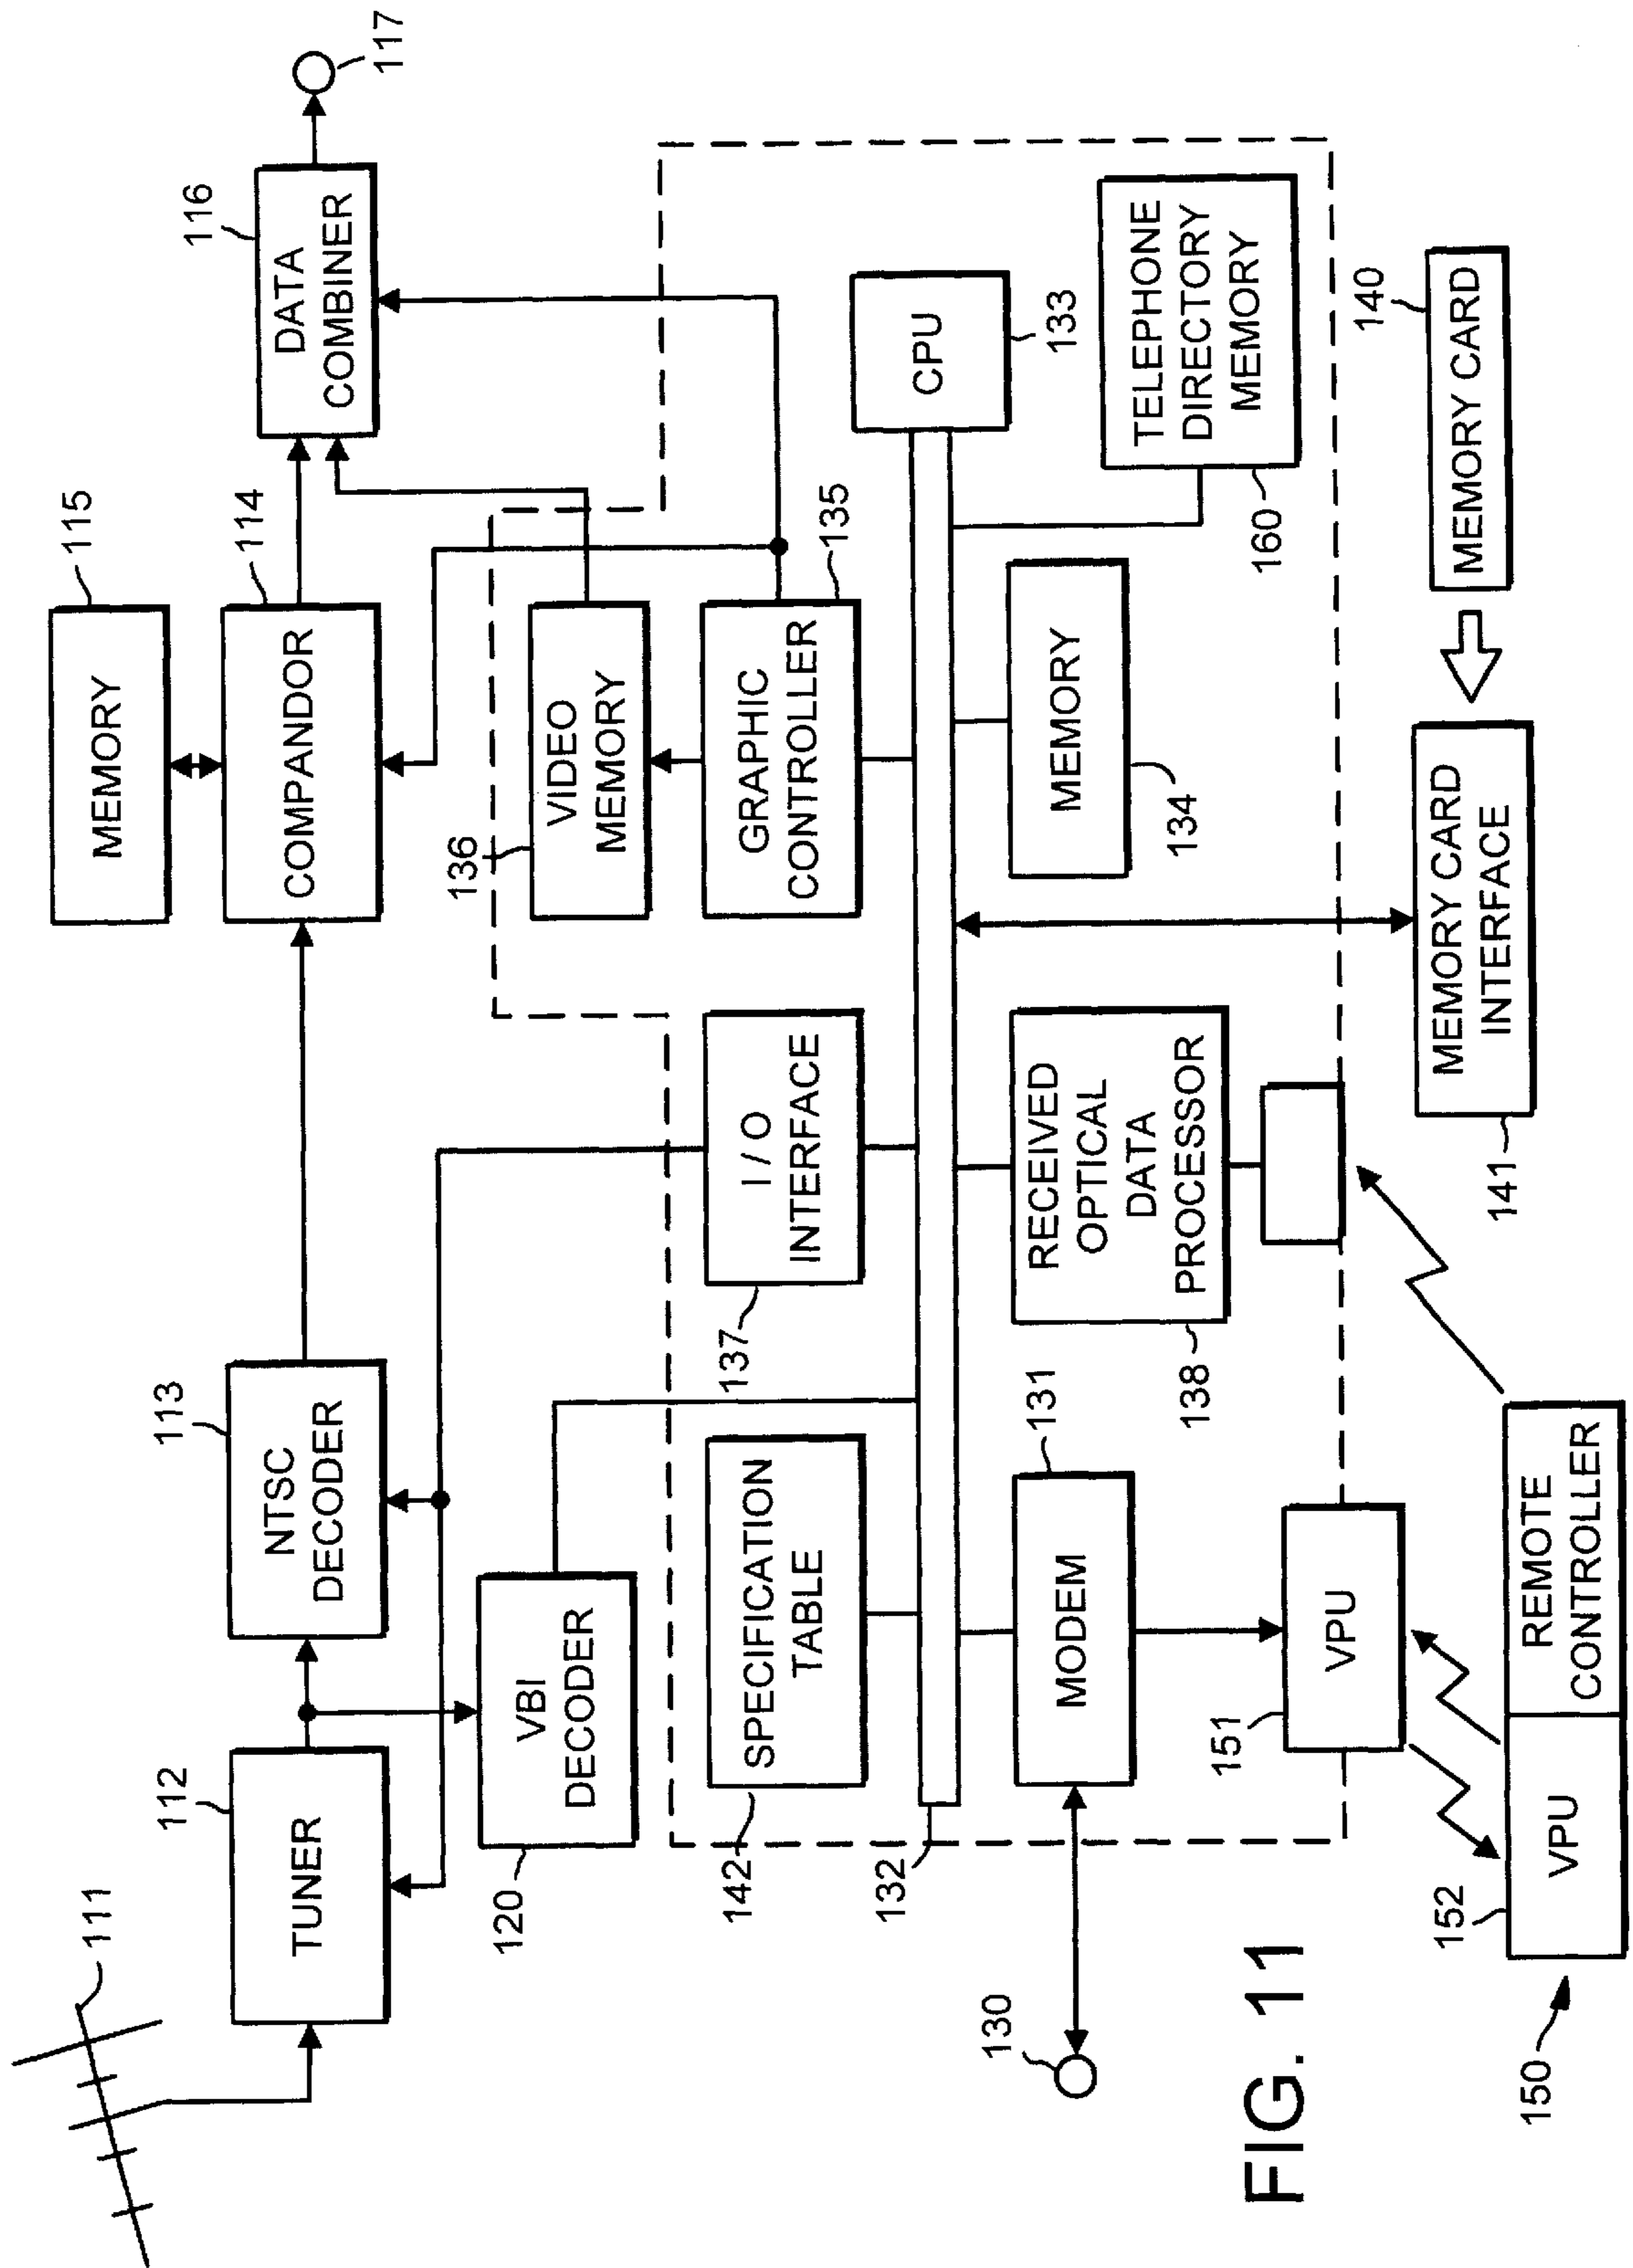 111
112
TUNER
113
NTSC
DECODER
115
MEMORY
114
COMPANDOR
116
DATA
COMBINER
117
120
VBI
DECODER
136
VIDEO
MEMORY
142
SPECIFICATION
TABLE
137
I / O
INTERFACE
GRAPHIC
CONTROLLER
135
CPU
133
132
130
MODEM
131
RECEIVED
OPTICAL
DATA
PROCESSOR
138
MEMORY
134
TELEPHONE
DIRECTORY
MEMORY
160
151
VPU
141
MEMORY CARD
INTERFACE
140
MEMORY CARD
150
152
VPU
REMOTE
CONTROLLER
FIG. 11